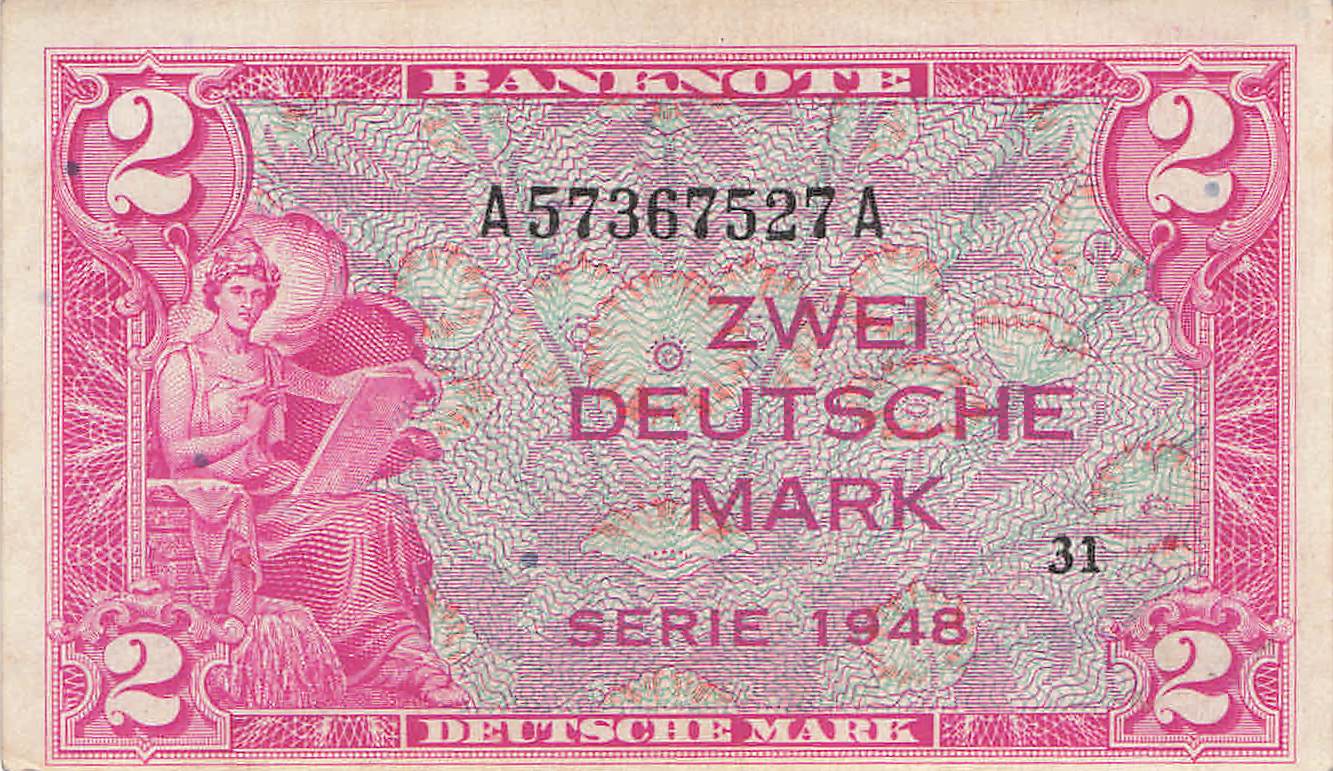 BANKNOTE
2 2
A57367527A
ZWEI
DEUTSCHE
MARK
31
SERIE 1948
2 2
DEUTSCHE MARK